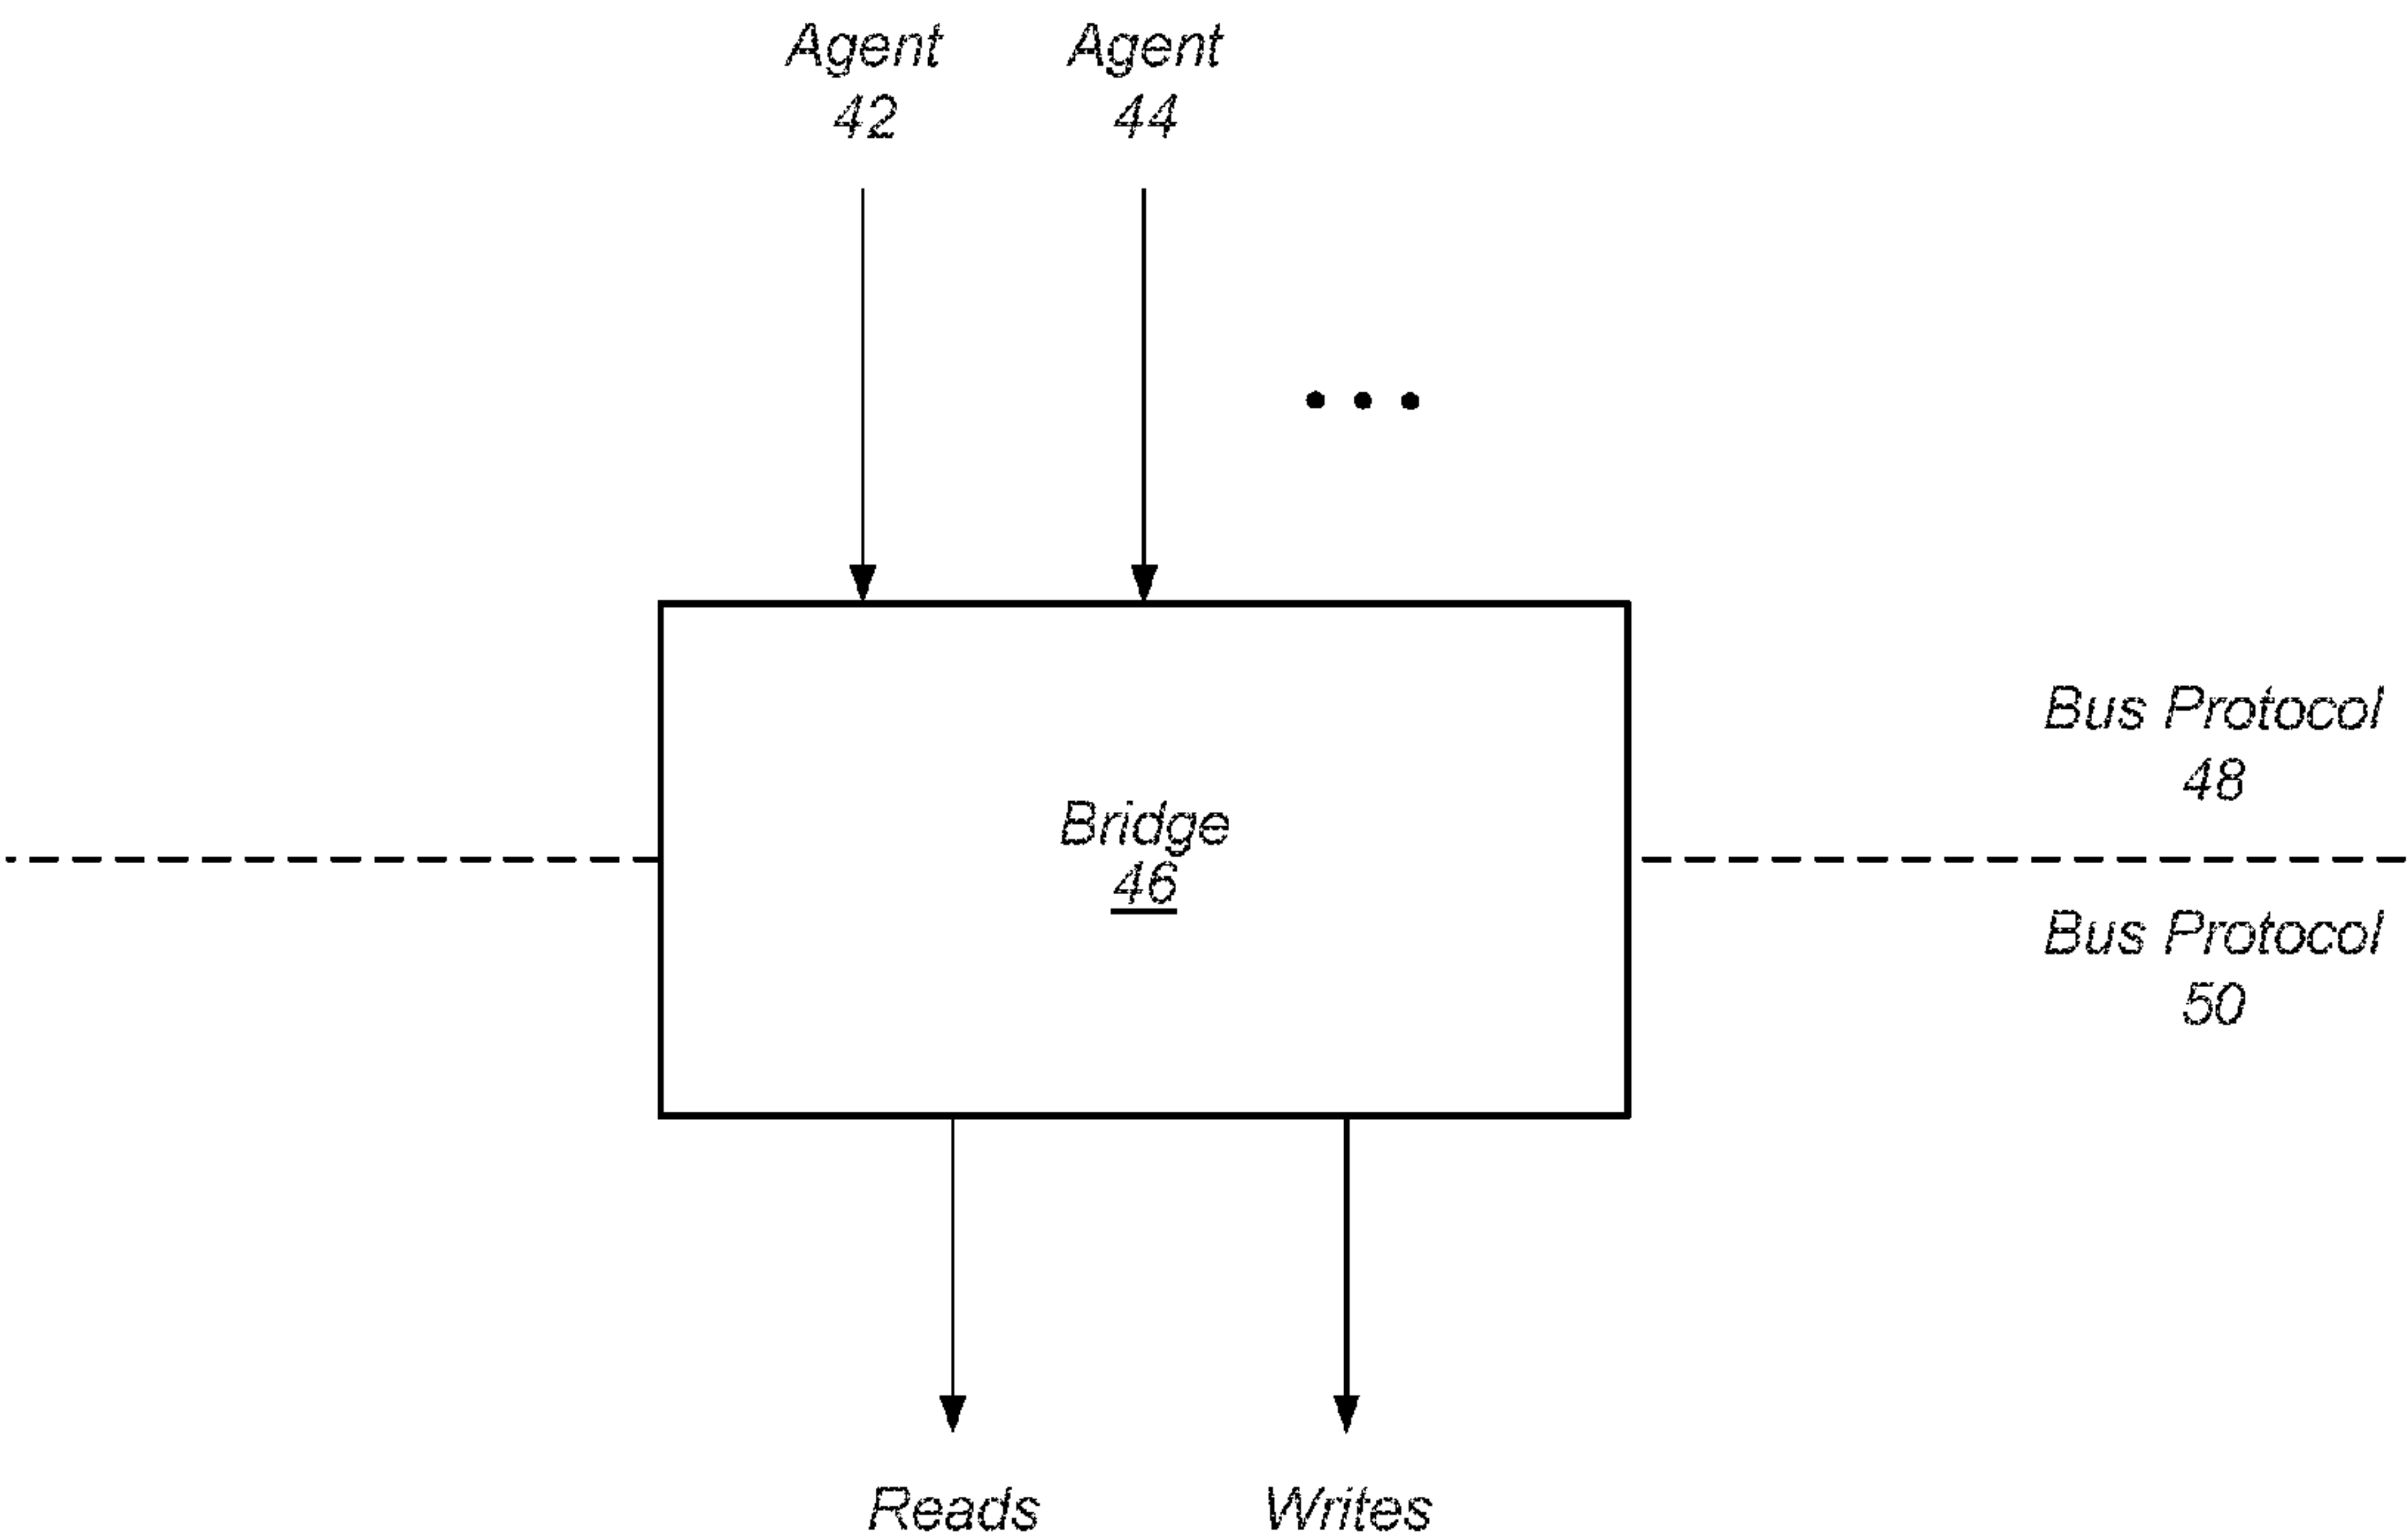 Agent Agent
42 44
Bus Protocol
48
Bridge
46
Bus Protocol
50
Reads Writes